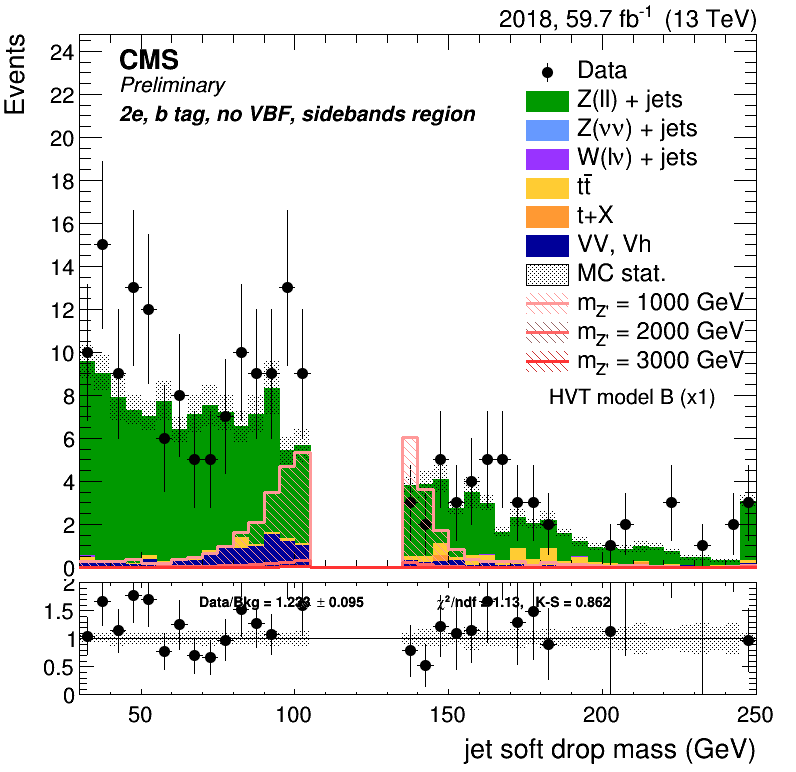 2018, 59.7 fb⁻¹ (13 TeV)
Events
CMS
Preliminary
2e, b tag, no VBF, sidebands region
Data
Z(ll) + jets
Z(νν) + jets
W(lν) + jets
tt̄
t+X
VV, Vh
MC stat.
m_Z' = 1000 GeV
m_Z' = 2000 GeV
m_Z' = 3000 GeV
HVT model B (x1)
24
22
20
18
16
14
12
10
8
6
4
2
0
Data/Bkg = ± 0.095
χ²/ndf = 1.13, K-S = 0.862
2
1.5
1
0.5
0
50 100 150 200 250
jet soft drop mass (GeV)